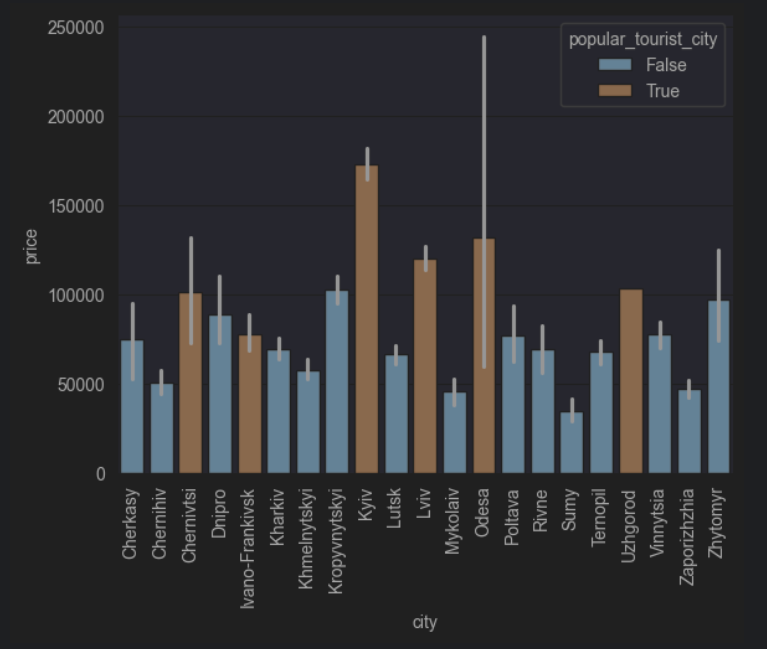 250000
200000
150000
100000
50000
0
price
popular_tourist_city
False
True
Cherkasy
Chernihiv
Chernivtsi
Dnipro
Ivano-Frankivsk
Kharkiv
Khmelnytskyi
Kropyvnytskyi
Kyiv
Lutsk
Lviv
Mykolaiv
Odesa
Poltava
Rivne
Sumy
Ternopil
Uzhgorod
Vinnytsia
Zaporizhzhia
Zhytomyr
city